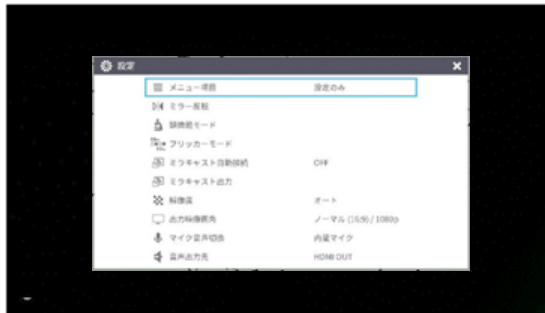 設定
メニュー項目 設定のみ
ミラー反転
顕微鏡モード
フリッカーモード
ミラキャスト自動接続 OFF
ミラキャスト出力
解像度 オート
出力映像画角 ノーマル (16:9) / 1080p
マイク音声切換 内蔵マイク
音声出力先 HDMI OUT